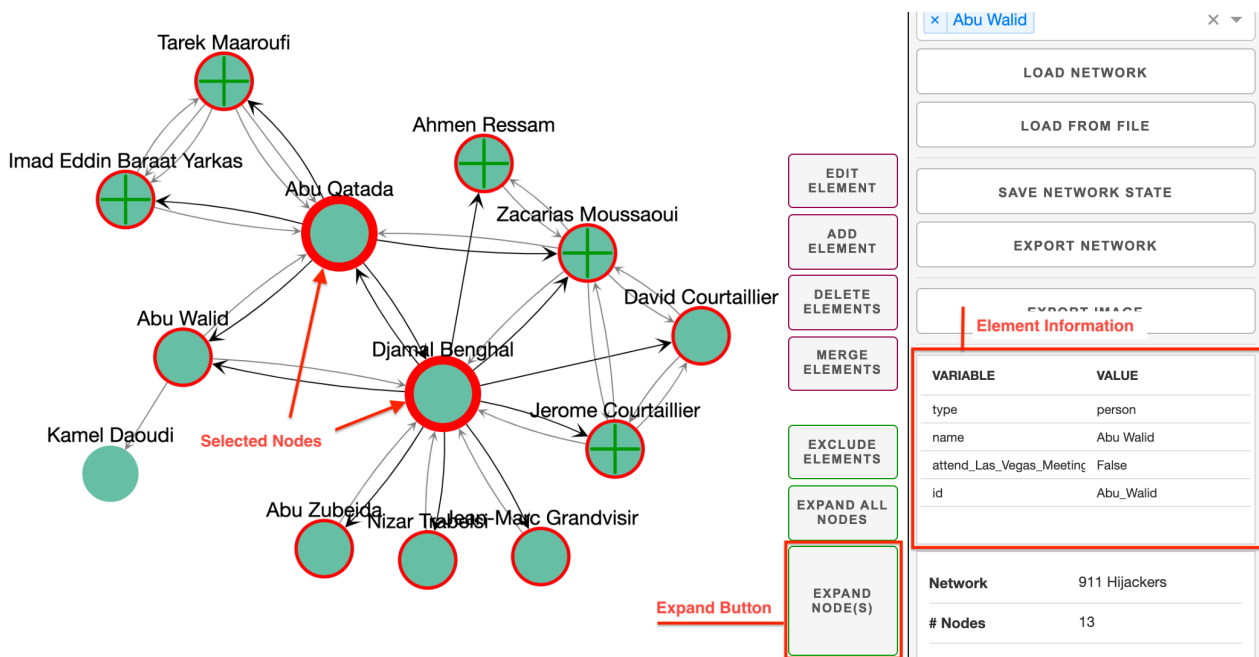 Tarek Maaroufi
Ahmen Ressam
Imad Eddin Baraat Yarkas
Abu Qatada
Zacarias Moussaoui
David Courtaillier
Abu Walid
Djamal Benghal
Jerome Courtaillier
Kamel Daoudi
Selected Nodes
Abu Zubeida
Nizar Trabelsi
Jean-Marc Grandvisir
EDIT
ELEMENT
ADD
ELEMENT
DELETE
ELEMENTS
MERGE
ELEMENTS
EXCLUDE
ELEMENTS
EXPAND ALL
NODES
EXPAND
NODE(S)
Expand Button
× Abu Walid × 
LOAD NETWORK
LOAD FROM FILE
SAVE NETWORK STATE
EXPORT NETWORK
EXPORT IMAGE
Element Information
VARIABLE VALUE
type person
name Abu Walid
attend_Las_Vegas_Meeting False
id Abu_Walid
Network 911 Hijackers
# Nodes 13